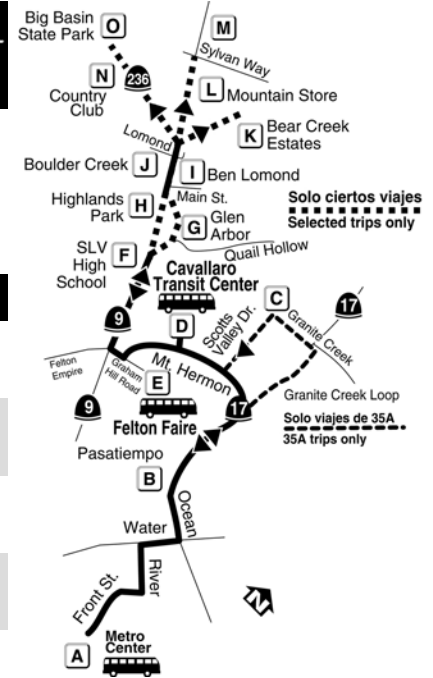 Big Basin
State Park
O
M
Sylvan Way
N
236
Country
Club
L
Mountain Store
Lomond
K
Bear Creek
Estates
Boulder Creek
J
I
Ben Lomond
Highlands
Park
H
Main St.
Solo ciertos viajes
Selected trips only
G
Glen
Arbor
SLV
High
School
F
Quail Hollow
Cavallaro
Transit Center
C
17
9
D
Scotts
Valley Dr.
Granite Creek
Felton
Empire
Graham
Hill Road
E
Mt. Hermon
Granite Creek Loop
9
17
Solo viajes de 35A
35A trips only
Felton Faire
Pasatiempo
B
Ocean
Water
River
Front St.
N
A
Metro
Center